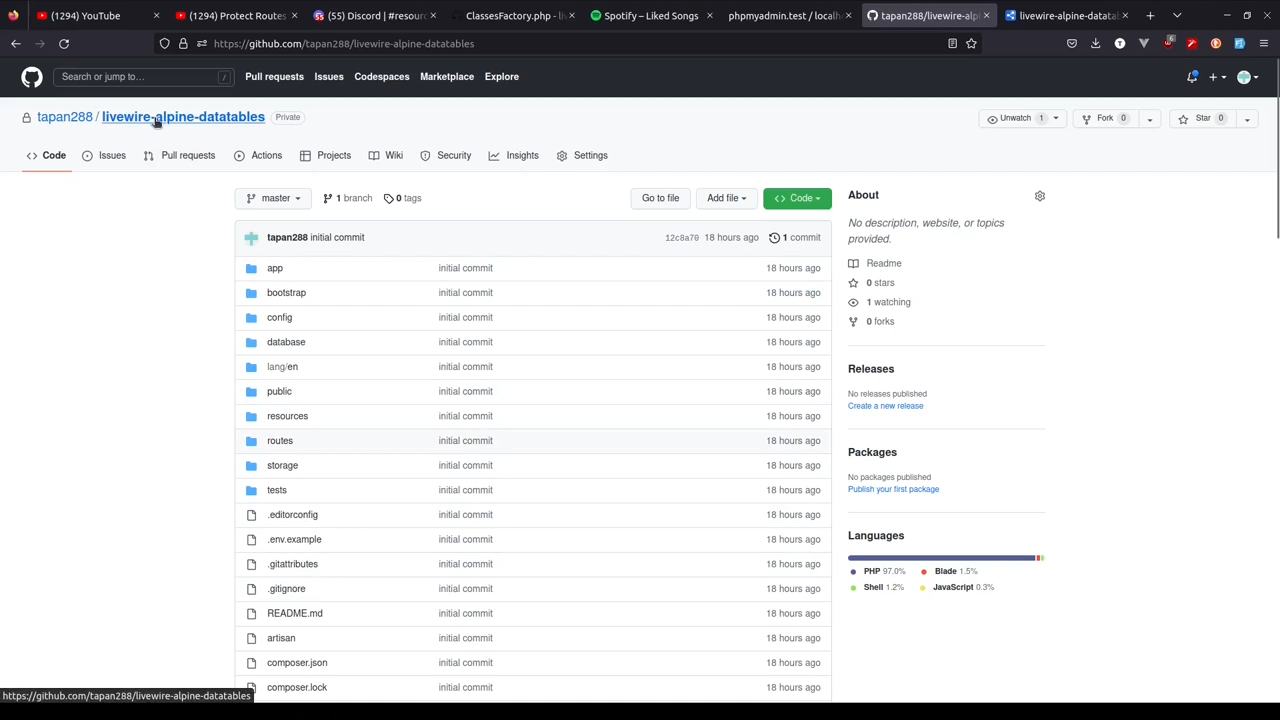 (1294) YouTube
(1294) Protect Routes
(55) Discord | #resour
ClassesFactory.php - liv
Spotify – Liked Songs
phpmyadmin.test / localh
tapan288/livewire-alpi
livewire-alpine-datatab
https://github.com/tapan288/livewire-alpine-datatables
6
Search or jump to…
/
Pull requests
Issues
Codespaces
Marketplace
Explore
tapan288 / livewire-alpine-datatables
Private
Unwatch 1
Fork 0
Star 0
Code
Issues
Pull requests
Actions
Projects
Wiki
Security
Insights
Settings
master
1 branch
0 tags
Go to file
Add file
Code
tapan288 initial commit
12c8a70 18 hours ago
1 commit
app initial commit 18 hours ago
bootstrap initial commit 18 hours ago
config initial commit 18 hours ago
database initial commit 18 hours ago
lang/en initial commit 18 hours ago
public initial commit 18 hours ago
resources initial commit 18 hours ago
routes initial commit 18 hours ago
storage initial commit 18 hours ago
tests initial commit 18 hours ago
.editorconfig initial commit 18 hours ago
.env.example initial commit 18 hours ago
.gitattributes initial commit 18 hours ago
.gitignore initial commit 18 hours ago
README.md initial commit 18 hours ago
artisan initial commit 18 hours ago
composer.json initial commit 18 hours ago
composer.lock initial commit 18 hours ago
About
No description, website, or topics
provided.
Readme
0 stars
1 watching
0 forks
Releases
No releases published
Create a new release
Packages
No packages published
Publish your first package
Languages
PHP 97.0%
Blade 1.5%
Shell 1.2%
JavaScript 0.3%
https://github.com/tapan288/livewire-alpine-datatables